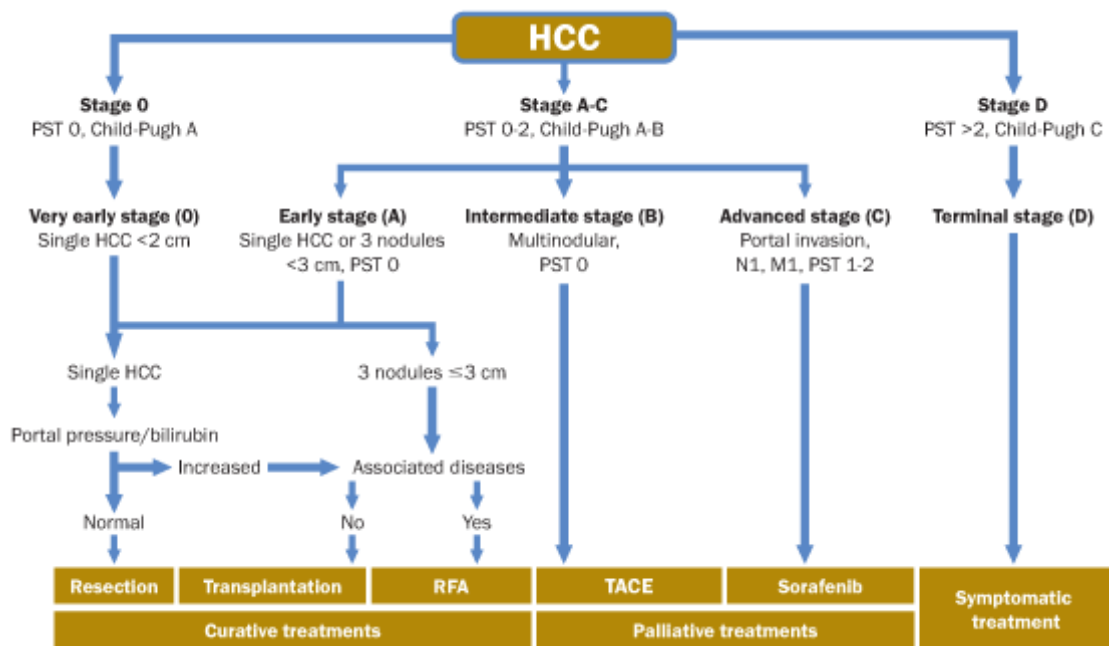 HCC
Stage 0
PST 0, Child-Pugh A
Stage A-C
PST 0-2, Child-Pugh A-B
Stage D
PST >2, Child-Pugh C
Very early stage (0)
Single HCC <2 cm
Early stage (A)
Single HCC or 3 nodules
<3 cm, PST 0
Intermediate stage (B)
Multinodular,
PST 0
Advanced stage (C)
Portal invasion,
N1, M1, PST 1-2
Terminal stage (D)
Single HCC
3 nodules ≤3 cm
Portal pressure/bilirubin
Increased
Associated diseases
Normal
No
Yes
Resection
Transplantation
RFA
TACE
Sorafenib
Symptomatic
treatment
Curative treatments
Palliative treatments